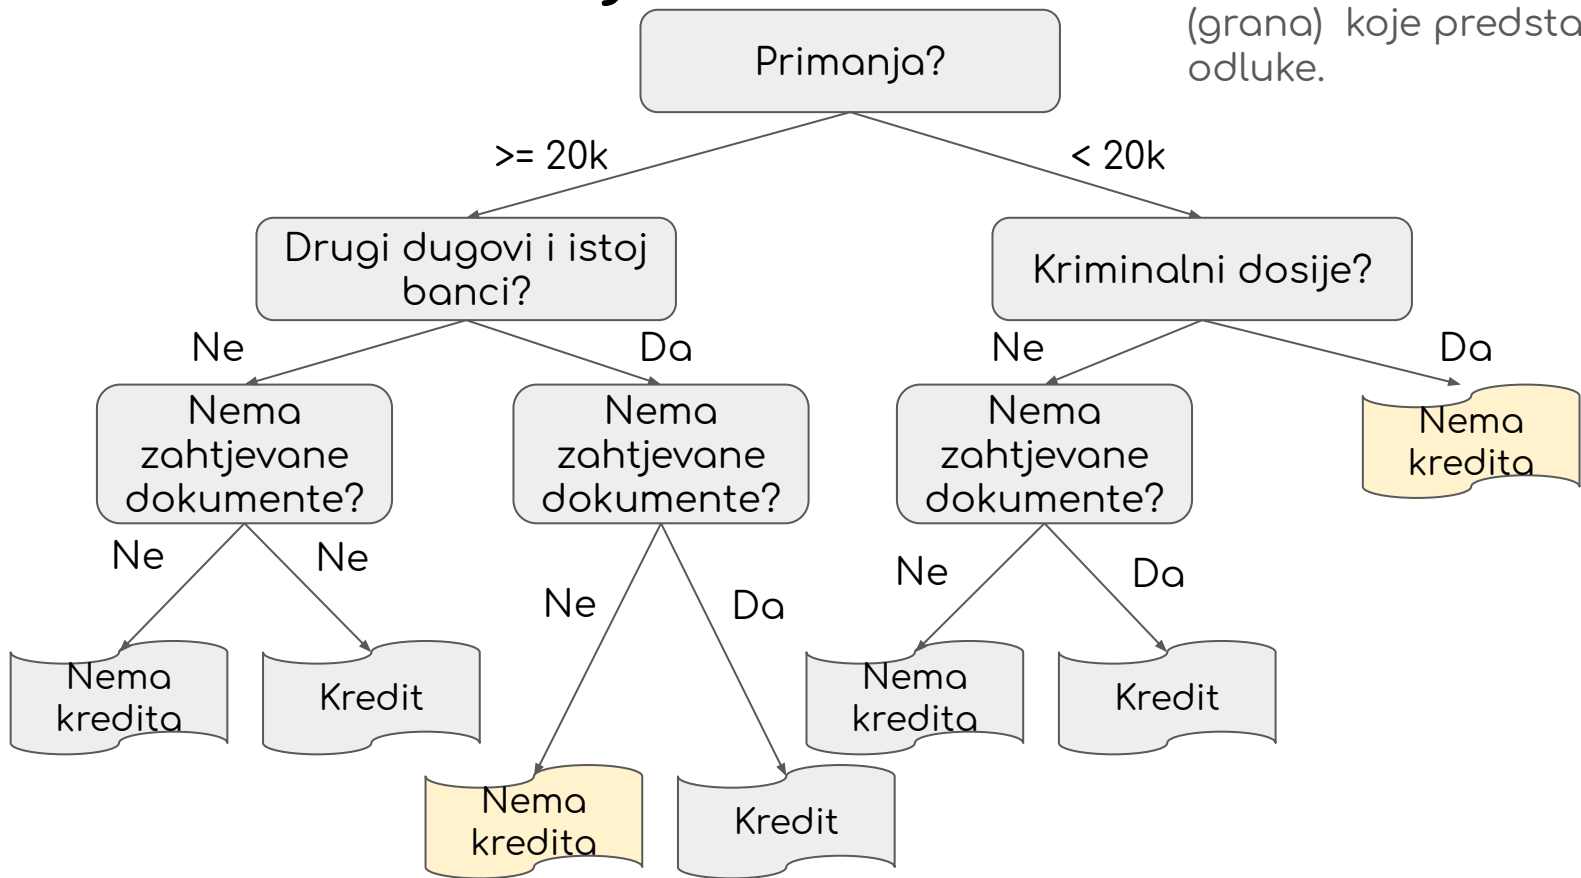 (grana) koje predsta
odluke.
Primanja?
>= 20k
< 20k
Drugi dugovi i istoj
banci?
Kriminalni dosije?
Ne
Da
Ne
Da
Nema
zahtjevane
dokumente?
Nema
zahtjevane
dokumente?
Nema
zahtjevane
dokumente?
Nema
kredita
Ne
Ne
Ne
Da
Ne
Da
Nema
kredita
Kredit
Nema
kredita
Kredit
Nema
kredita
Kredit